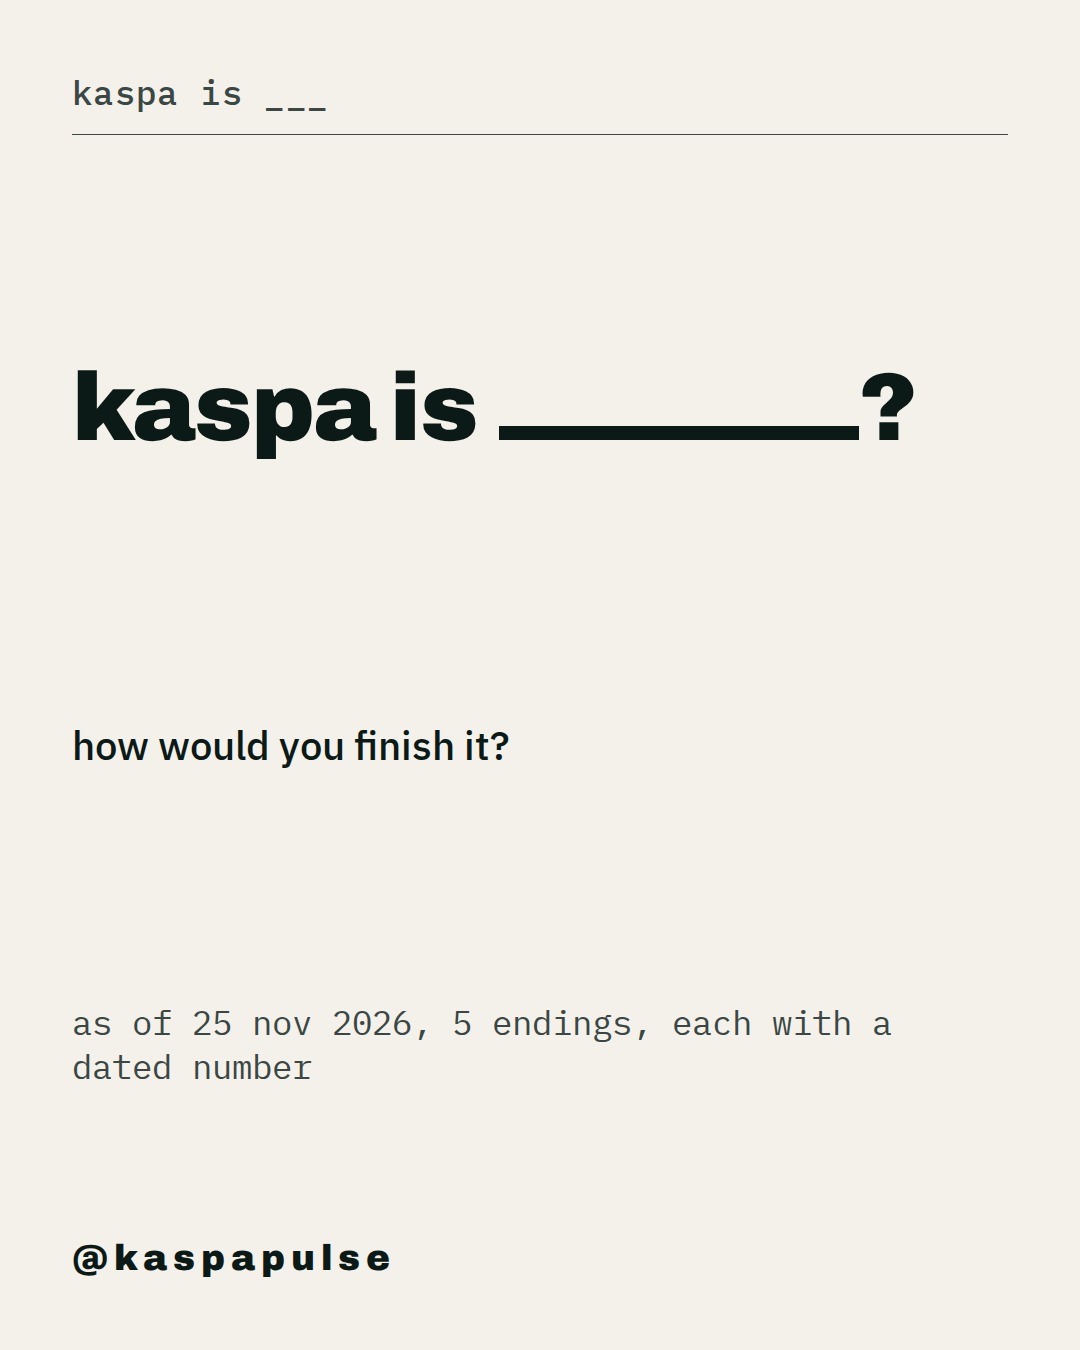 kaspa is ___
kaspa is ______?
how would you finish it?
as of 25 nov 2026, 5 endings, each with a
dated number
@kaspapulse